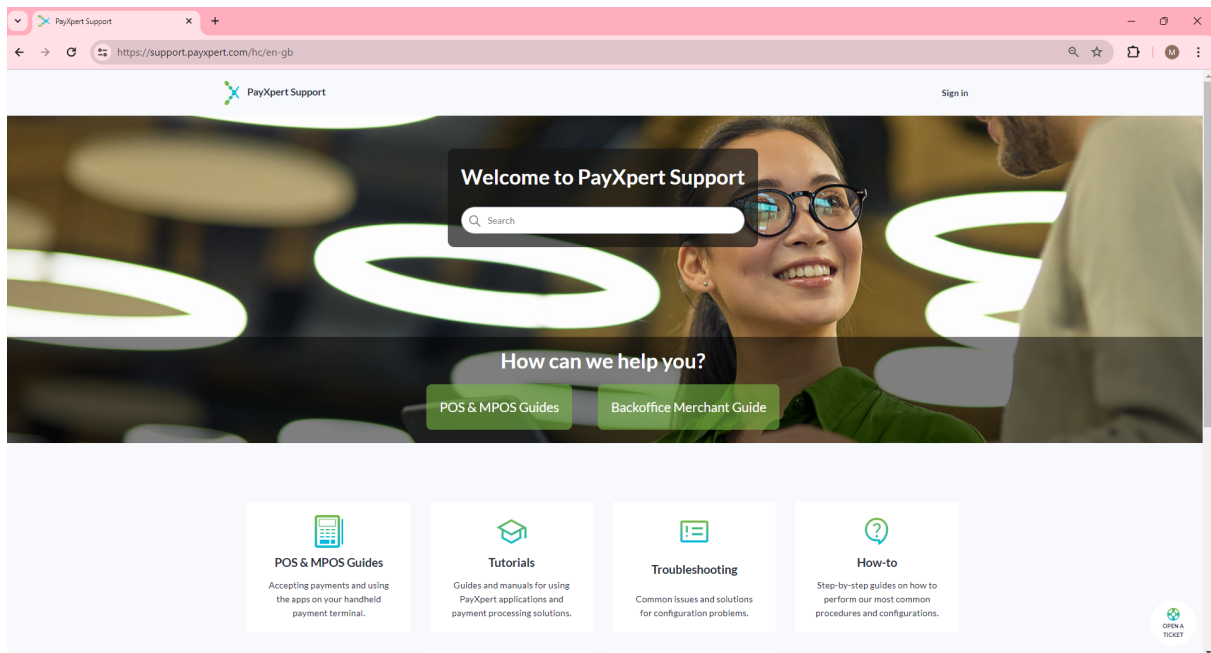 PayXpert Support
https://support.payxpert.com/hc/en-gb
M
PayXpert Support
Sign in
Welcome to PayXpert Support
Search
How can we help you?
POS & MPOS Guides
Backoffice Merchant Guide
POS & MPOS Guides
Accepting payments and using
the apps on your handheld
payment terminal.
Tutorials
Guides and manuals for using
PayXpert applications and
payment processing solutions.
Troubleshooting
Common issues and solutions
for configuration problems.
How-to
Step-by-step guides on how to
perform our most common
procedures and configurations.
OPEN A
TICKET